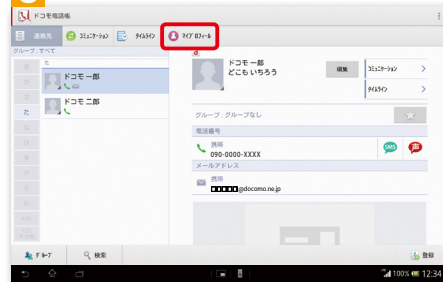 ドコモ電話帳
連絡先 コミュニケーション タイムライン マイプロフィール
グループ:すべて
た
ドコモ 一郎
ドコモ 二郎
た
ドコモ 一郎
どこも いちろう
編集
コミュニケーション
タイムライン
グループ:グループなし
電話番号
携帯
090-0000-XXXX
SMS
声
メールアドレス
携帯
@docomo.ne.jp
グループ
検索
登録
100%
12:34